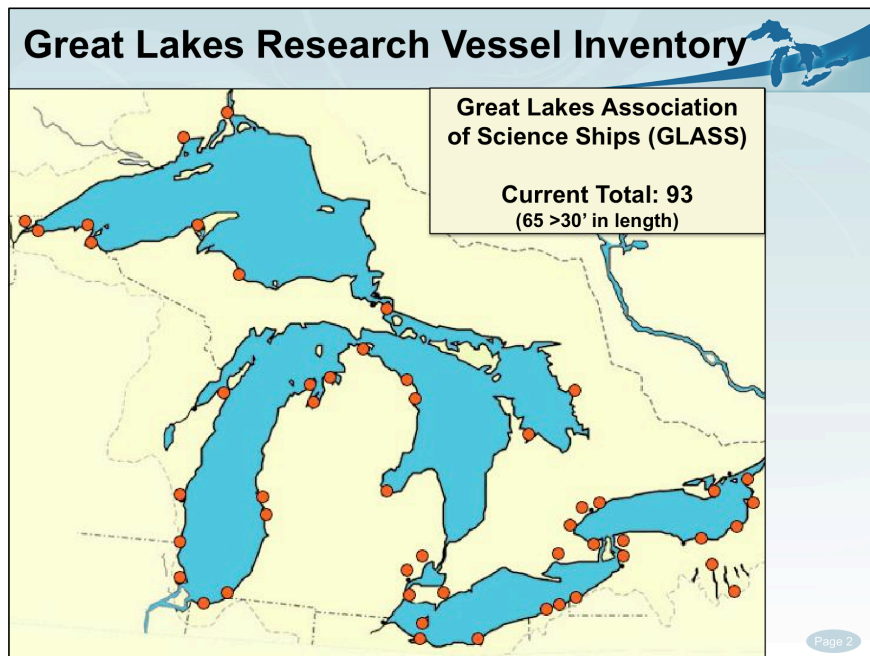 Great Lakes Research Vessel Inventory
Great Lakes Association
of Science Ships (GLASS)
Current Total: 93
(65 >30' in length)
Page 2